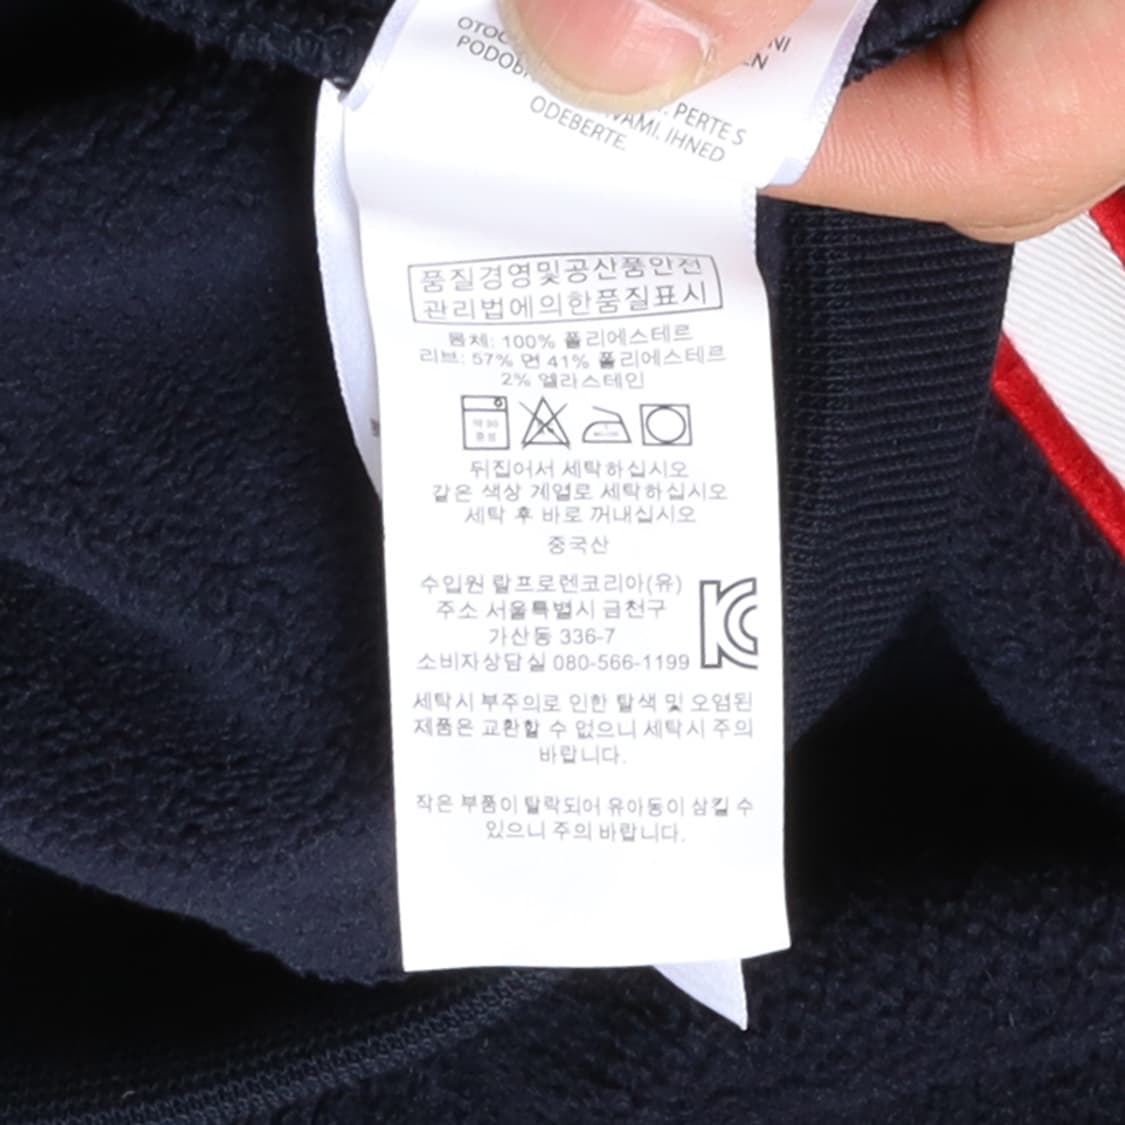 PERTE S
ODEBERTE.
IHNED
품질경영및공산품안전
관리법에의한품질표시
몸체: 100% 폴리에스테르
리브: 57% 면 41% 폴리에스테르
2% 엘라스테인
약 30
중성
뒤집어서 세탁하십시오
같은 색상 계열로 세탁하십시오
세탁 후 바로 꺼내십시오
중국산
수입원 랄프로렌코리아(유)
주소 서울특별시 금천구
가산동 336-7
소비자상담실 080-566-1199
세탁시 부주의로 인한 탈색 및 오염된
제품은 교환할 수 없으니 세탁시 주의
바랍니다.
작은 부품이 탈락되어 유아동이 삼킬 수
있으니 주의 바랍니다.